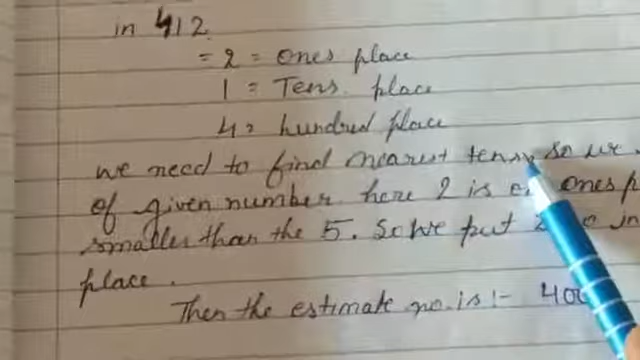 in 412
= 2 = Ones place
1 = Tens place
4 = hundred place
we need to find nearest tens, so we
of given number here 2 is ones
smaller than the 5. So we put in
place.
Then the estimate no. is :-